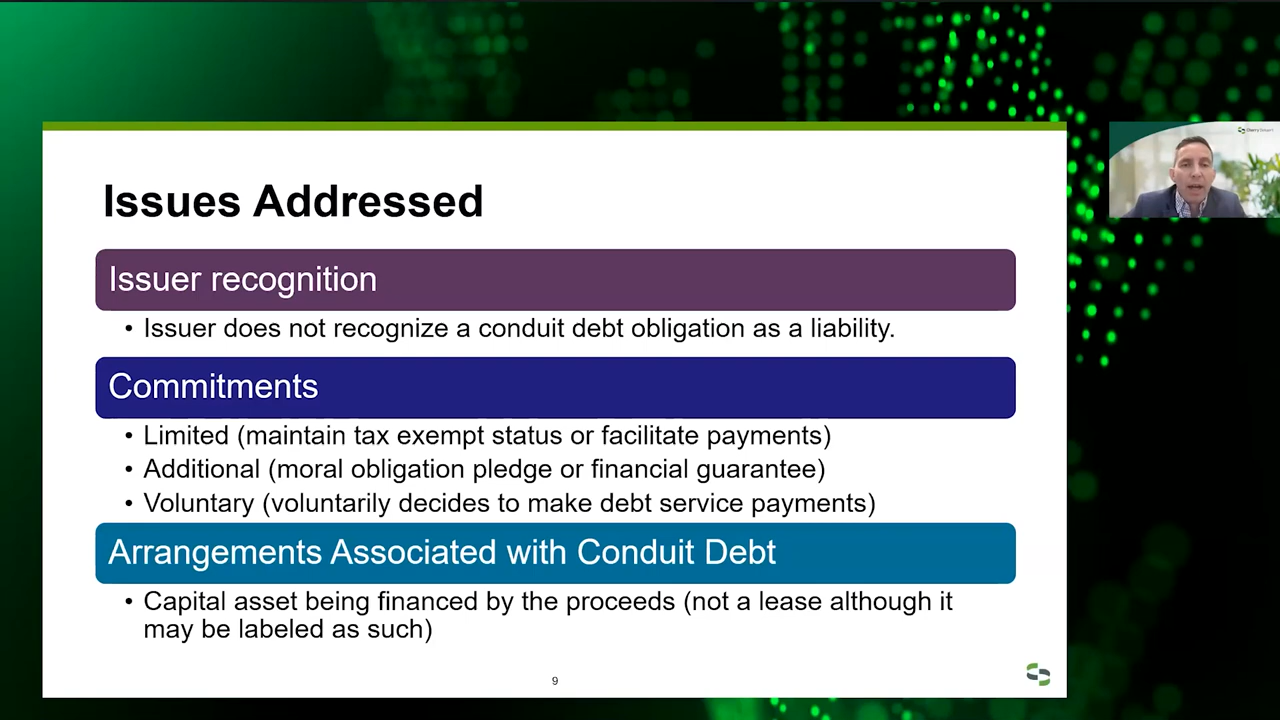 Issues Addressed
Issuer recognition
• Issuer does not recognize a conduit debt obligation as a liability.
Commitments
• Limited (maintain tax exempt status or facilitate payments)
• Additional (moral obligation pledge or financial guarantee)
• Voluntary (voluntarily decides to make debt service payments)
Arrangements Associated with Conduit Debt
• Capital asset being financed by the proceeds (not a lease although it
may be labeled as such)
9